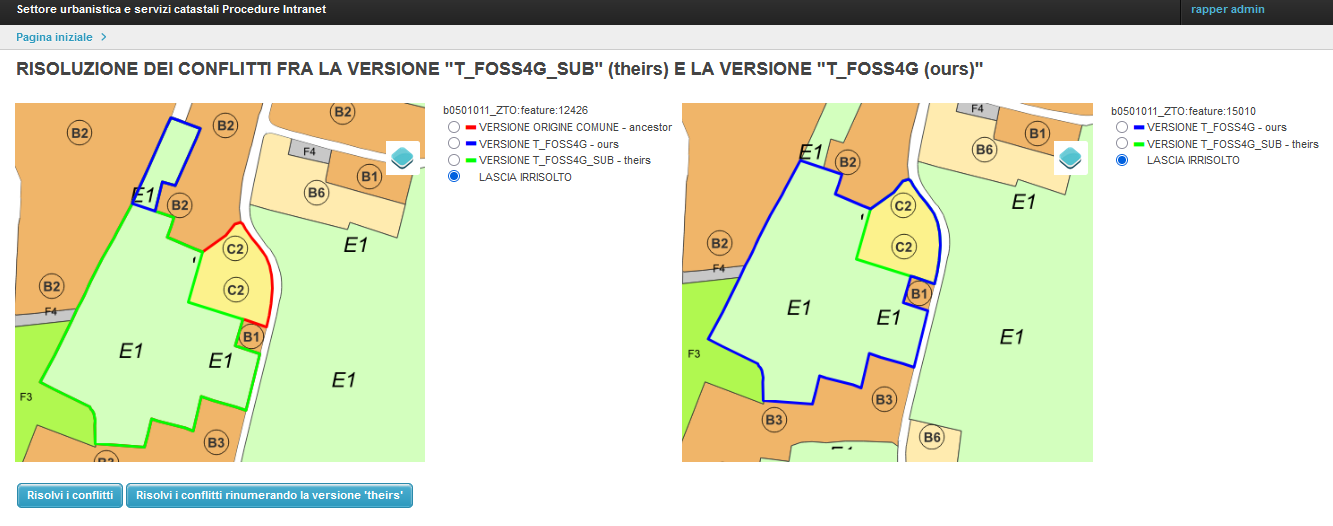 Settore urbanistica e servizi catastali Procedure Intranet
rapper admin
Pagina iniziale >
RISOLUZIONE DEI CONFLITTI FRA LA VERSIONE "T_FOSS4G_SUB" (theirs) E LA VERSIONE "T_FOSS4G (ours)"
B2
B2
B2
F4
B1
B6
E1
B2
E1
C2
C2
B2
F4
B1
E1
E1
E1
F3
B3
B3
b0501011_ZTO:feature:12426
VERSIONE ORIGINE COMUNE - ancestor
VERSIONE T_FOSS4G - ours
VERSIONE T_FOSS4G_SUB - theirs
LASCIA IRRISOLTO
F4
B1
B6
E1
B2
E1
C2
B2
C2
F4
B1
E1
E1
E1
F3
B3
B3
B6
b0501011_ZTO:feature:15010
VERSIONE T_FOSS4G - ours
VERSIONE T_FOSS4G_SUB - theirs
LASCIA IRRISOLTO
Risolvi i conflitti
Risolvi i conflitti rinumerando la versione 'theirs'